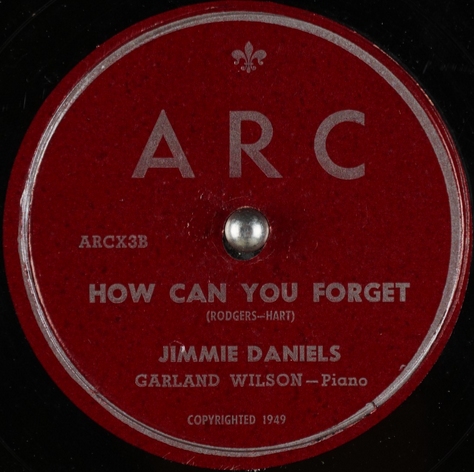 ARC
ARCX3B
HOW CAN YOU FORGET
(RODGERS—HART)
JIMMIE DANIELS
GARLAND WILSON—Piano
COPYRIGHTED 1949